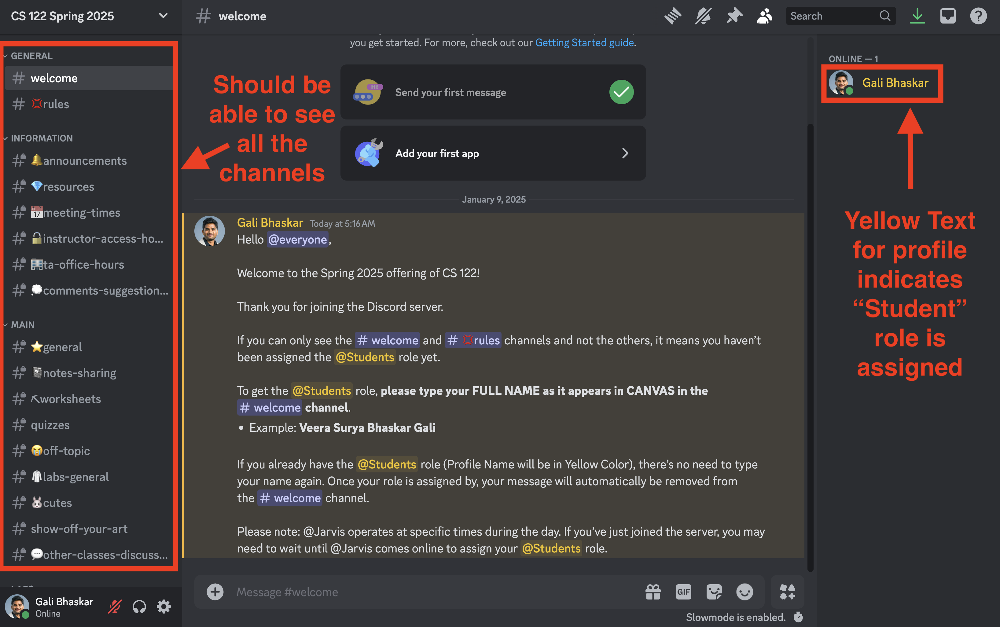 CS 122 Spring 2025
GENERAL
welcome
rules
INFORMATION
announcements
resources
JUL
17
meeting-times
instructor-access-ho...
ta-office-hours
comments-suggestion...
MAIN
general
notes-sharing
worksheets
quizzes
off-topic
labs-general
cutes
show-off-your-art
other-classes-discuss...
Gali Bhaskar
Online
# welcome
Search
you get started. For more, check out our Getting Started guide.
Hi!
Send your first message
Add your first app
Should be
able to see
all the
channels
January 9, 2025
Gali Bhaskar Today at 5:16 AM
Hello @everyone,
Welcome to the Spring 2025 offering of CS 122!
Thank you for joining the Discord server.
If you can only see the # welcome and # rules channels and not the others, it means you haven't
been assigned the @Students role yet.
To get the @Students role, please type your FULL NAME as it appears in CANVAS in the
# welcome channel.
• Example: Veera Surya Bhaskar Gali
If you already have the @Students role (Profile Name will be in Yellow Color), there's no need to type
your name again. Once your role is assigned by, your message will automatically be removed from
the # welcome channel.
Please note: @Jarvis operates at specific times during the day. If you've just joined the server, you may
need to wait until @Jarvis comes online to assign your @Students role.
Message #welcome
GIF
Slowmode is enabled.
ONLINE — 1
Gali Bhaskar
Yellow Text
for profile
indicates
“Student”
role is
assigned